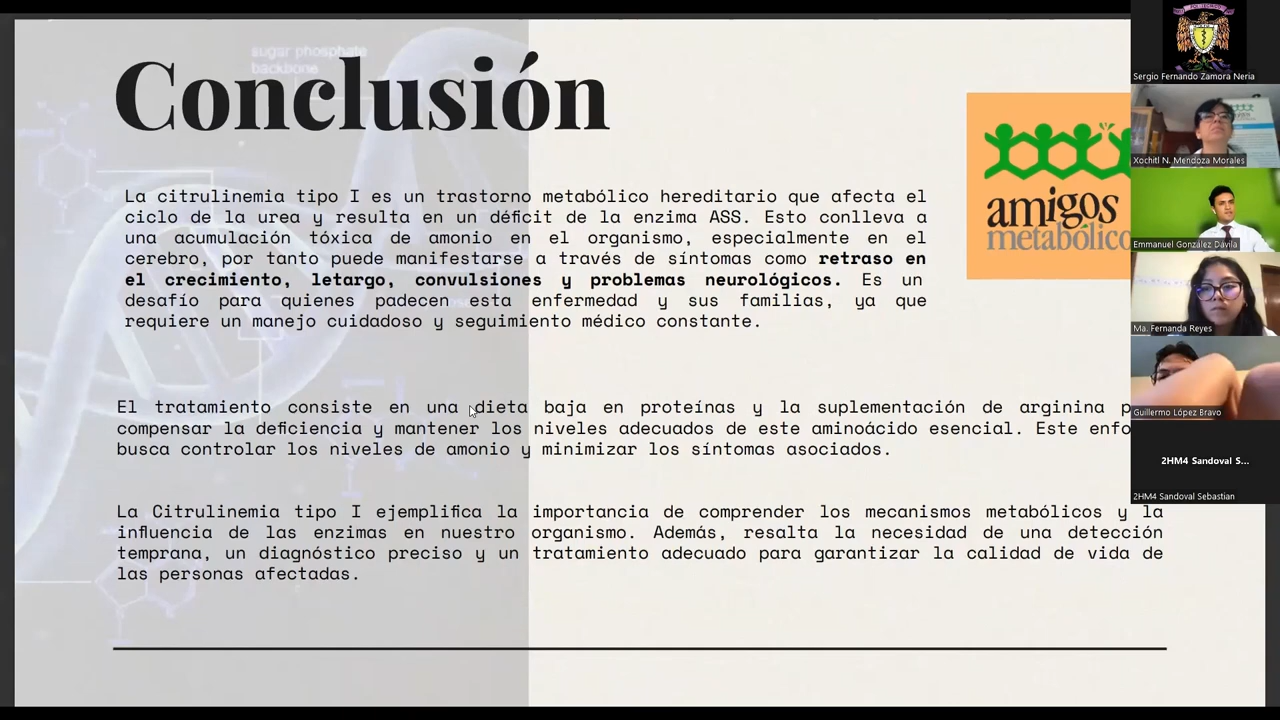 sugar phosphate
backbone
Conclusión
La citrulinemia tipo I es un trastorno metabólico hereditario que afecta el
ciclo de la urea y resulta en un déficit de la enzima ASS. Esto conlleva a
una acumulación tóxica de amonio en el organismo, especialmente en el
cerebro, por tanto puede manifestarse a través de síntomas como retraso en
el crecimiento, letargo, convulsiones y problemas neurológicos. Es un
desafío para quienes padecen esta enfermedad y sus familias, ya que
requiere un manejo cuidadoso y seguimiento médico constante.
amigos
metabólico
El tratamiento consiste en una dieta baja en proteínas y la suplementación de arginina p
compensar la deficiencia y mantener los niveles adecuados de este aminoácido esencial. Este enfo
busca controlar los niveles de amonio y minimizar los síntomas asociados.
La Citrulinemia tipo I ejemplifica la importancia de comprender los mecanismos metabólicos y la
influencia de las enzimas en nuestro organismo. Además, resalta la necesidad de una detección
temprana, un diagnóstico preciso y un tratamiento adecuado para garantizar la calidad de vida de
las personas afectadas.
Sergio Fernando Zamora Neria
Xochitl N. Mendoza Morales
Emmanuel González Dávila
Ma. Fernanda Reyes
Guillermo López Bravo
2HM4 Sandoval S...
2HM4 Sandoval Sebastian